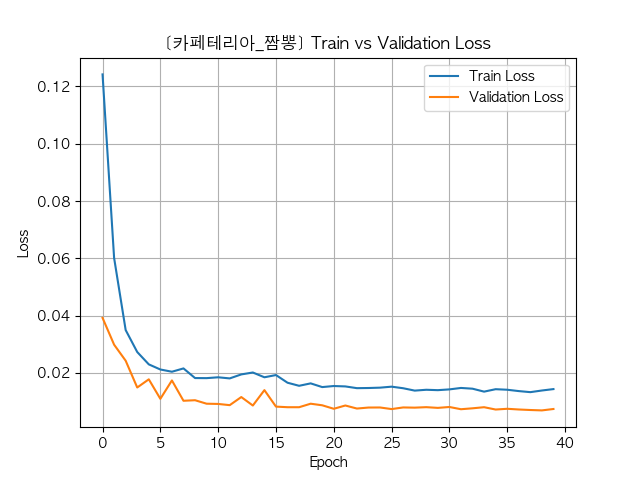 [카페테리아_짬뽕] Train vs Validation Loss
Train Loss
Validation Loss
0.12
0.10
0.08
0.06
0.04
0.02
Loss
0 5 10 15 20 25 30 35 40
Epoch